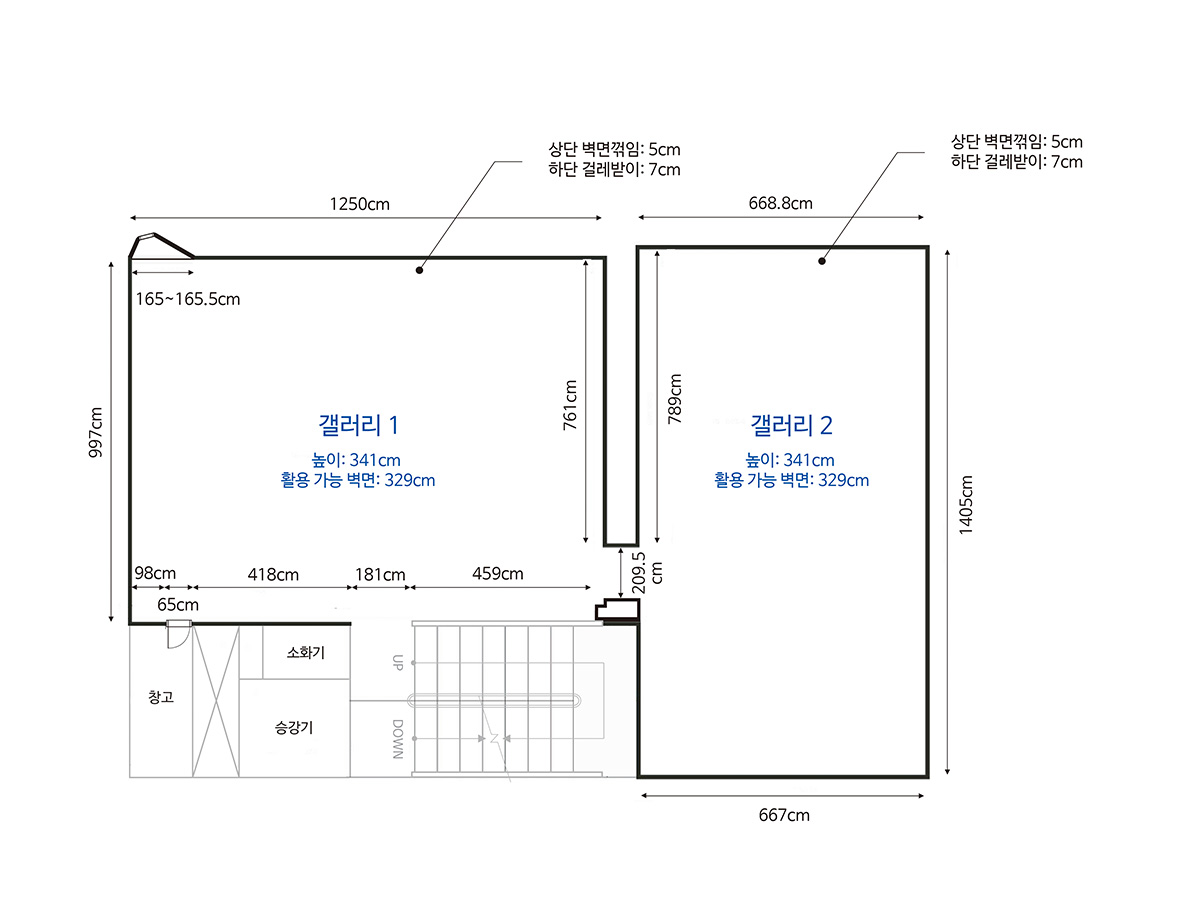 상단 벽면꺾임: 5cm
하단 걸레받이: 7cm
상단 벽면꺾임: 5cm
하단 걸레받이: 7cm
1250cm
668.8cm
165~165.5cm
997cm
761cm
789cm
갤러리 1
높이: 341cm
활용 가능 벽면: 329cm
갤러리 2
높이: 341cm
활용 가능 벽면: 329cm
1405cm
98cm
418cm
181cm
459cm
209.5
cm
65cm
소화기
UP
창고
승강기
DOWN
667cm